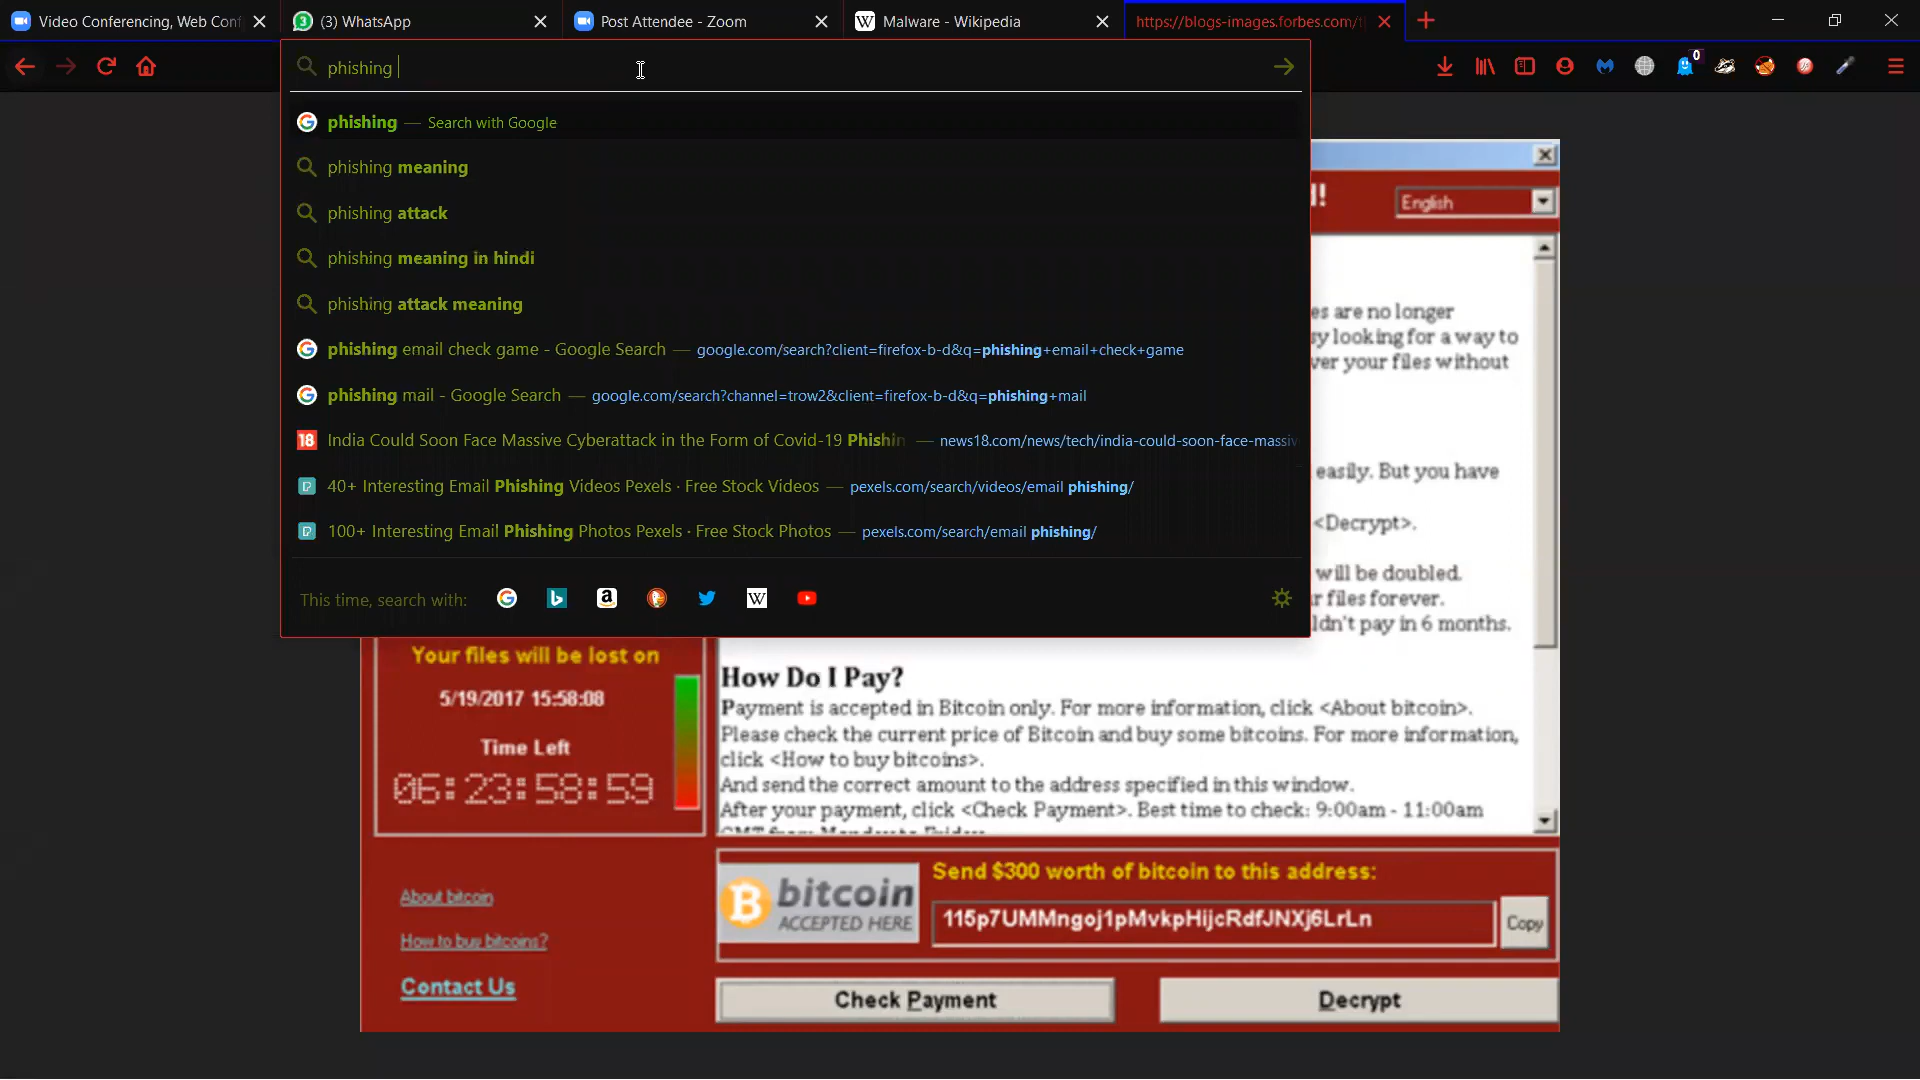 Video Conferencing, Web Conf
(3) WhatsApp
Post Attendee - Zoom
Malware - Wikipedia
https://blogs-images.forbes.com/t
phishing
0
phishing — Search with Google
phishing meaning
phishing attack
phishing meaning in hindi
phishing attack meaning
phishing email check game - Google Search — google.com/search?client=firefox-b-d&q=phishing+email+check+game
phishing mail - Google Search — google.com/search?channel=trow2&client=firefox-b-d&q=phishing+mail
18 India Could Soon Face Massive Cyberattack in the Form of Covid-19 Phishin — news18.com/news/tech/india-could-soon-face-massiv
40+ Interesting Email Phishing Videos Pexels · Free Stock Videos — pexels.com/search/videos/email phishing/
100+ Interesting Email Phishing Photos Pexels · Free Stock Photos — pexels.com/search/email phishing/
This time, search with:
d!
English
es are no longer
sy looking for a way to
ver your files without
easily. But you have
<Decrypt>.
will be doubled.
r files forever.
ldn't pay in 6 months.
Your files will be lost on
5/19/2017 15:58:08
Time Left
06:23:58:59
How Do I Pay?
Payment is accepted in Bitcoin only. For more information, click <About bitcoin>.
Please check the current price of Bitcoin and buy some bitcoins. For more information,
click <How to buy bitcoins>.
And send the correct amount to the address specified in this window.
After your payment, click <Check Payment>. Best time to check: 9:00am - 11:00am
GMT from Monday to Friday
About bitcoin
How to buy bitcoins?
Contact Us
bitcoin
ACCEPTED HERE
Send $300 worth of bitcoin to this address:
115p7UMMngoj1pMvkpHijcRdfJNXj6LrLn
Copy
Check Payment
Decrypt